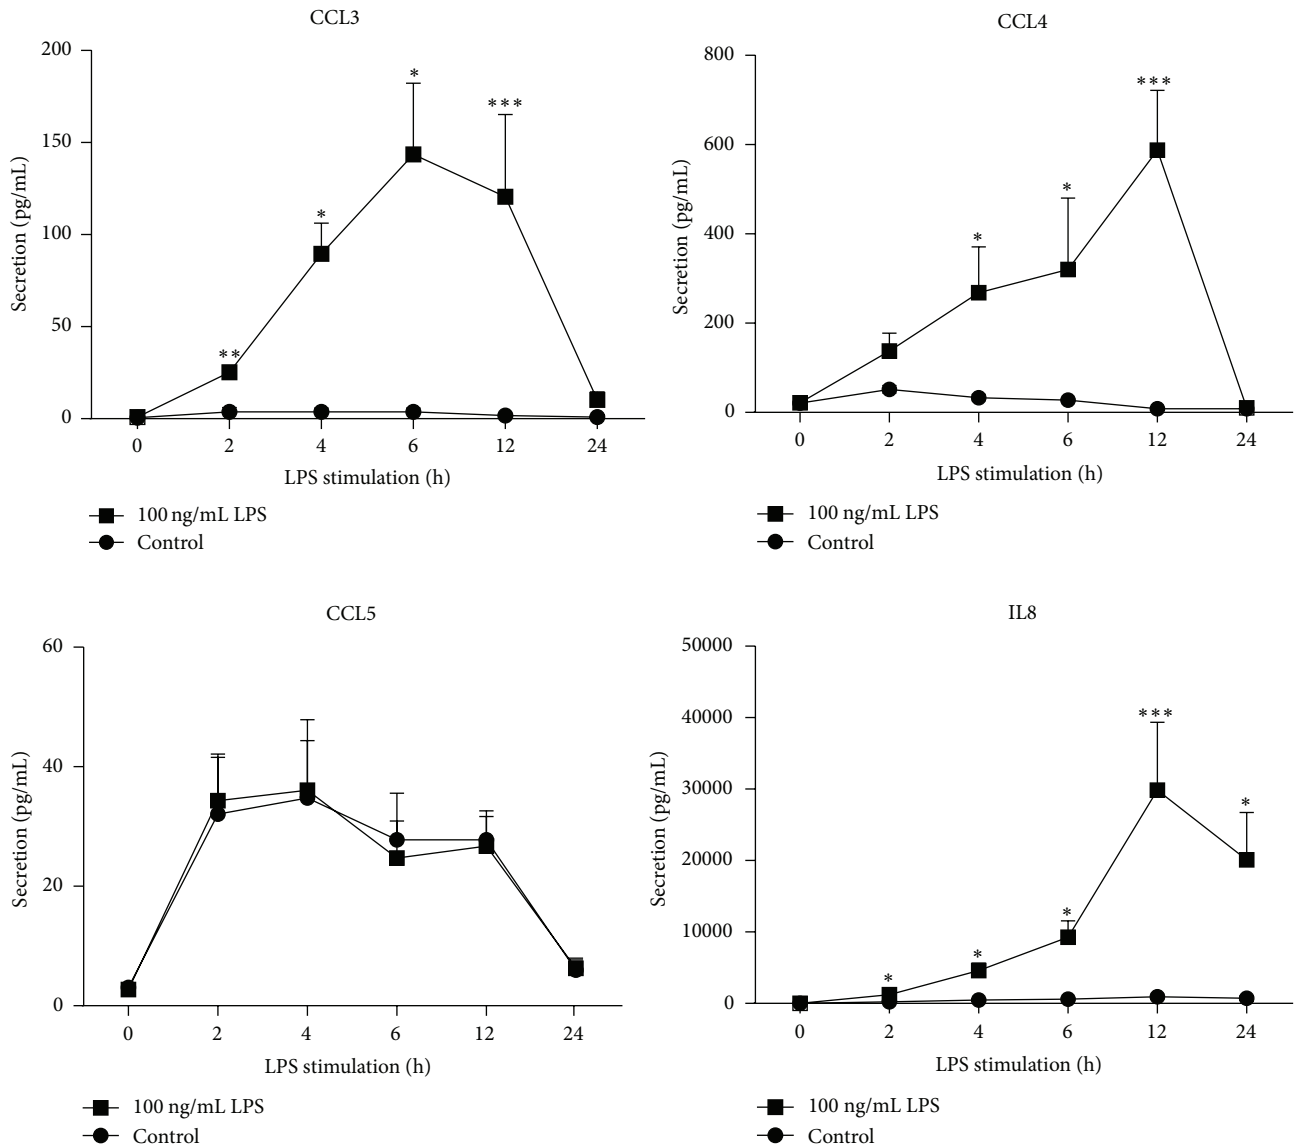 CCL3
200
150
100
50
0
Secretion (pg/mL)
*
***
*
**
0 2 4 6 12 24
LPS stimulation (h)
100 ng/mL LPS
Control
CCL4
800
600
400
200
0
Secretion (pg/mL)
***
*
*
0 2 4 6 12 24
LPS stimulation (h)
100 ng/mL LPS
Control
CCL5
60
40
20
0
Secretion (pg/mL)
0 2 4 6 12 24
LPS stimulation (h)
100 ng/mL LPS
Control
IL8
50000
40000
30000
20000
10000
0
Secretion (pg/mL)
***
*
*
*
*
0 2 4 6 12 24
LPS stimulation (h)
100 ng/mL LPS
Control